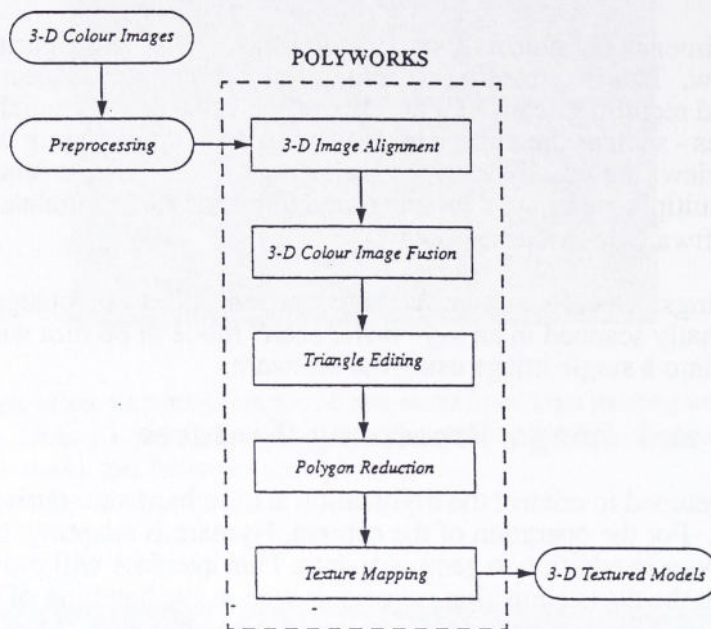 3-D Colour Images
POLYWORKS
Preprocessing
3-D Image Alignment
3-D Colour Image Fusion
Triangle Editing
Polygon Reduction
Texture Mapping
3-D Textured Models